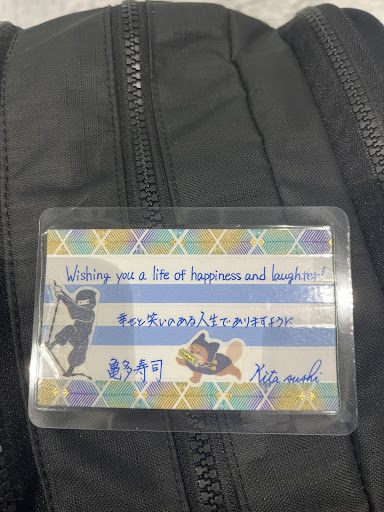 Wishing you a life of happiness and laughter!
幸せと笑いのある人生でありますように
亀多寿司
Kita sushi